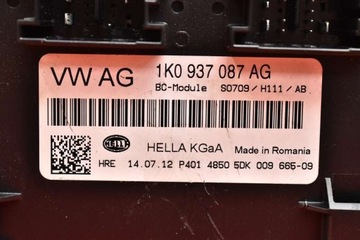 VW AG 1K0 937 087 AG
BC-Module S0709/H111/AB
HELLA HELLA KGaA Made in Romania
HRE 14.07.12 P401 4850 5DK 009 665-09